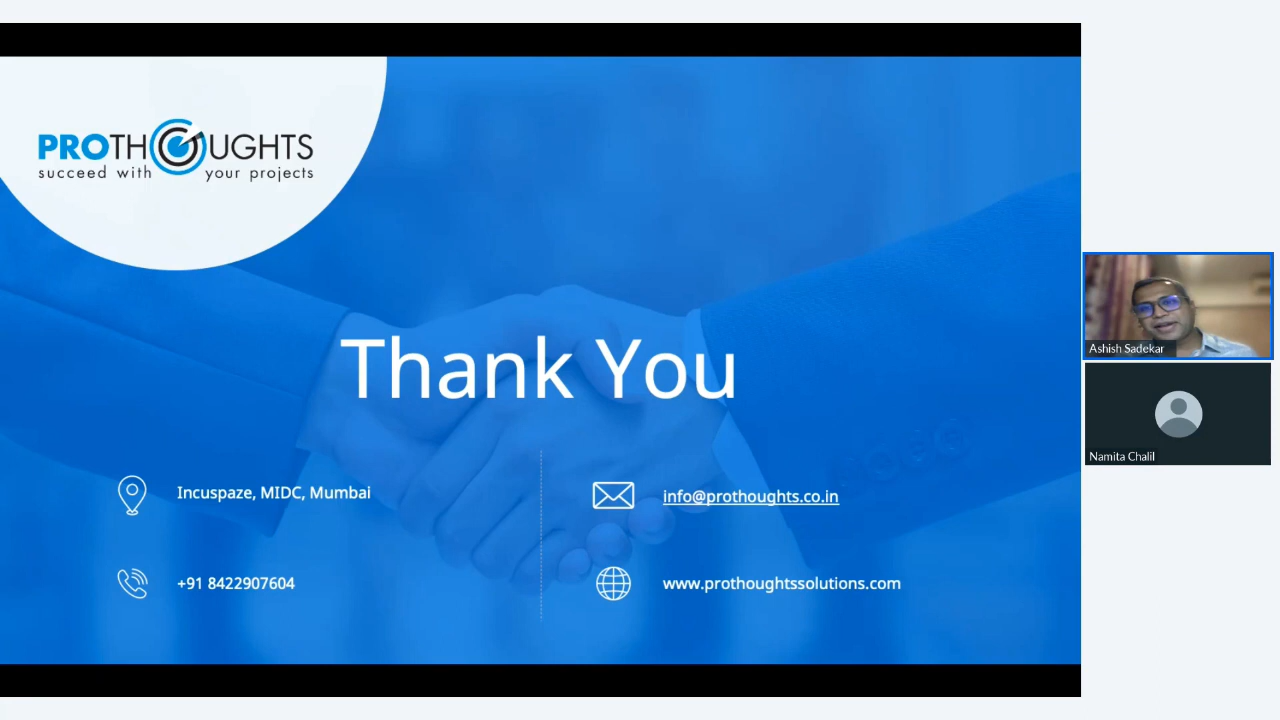 PROTHOUGHTS
succeed with your projects
Thank You
Incuspaze, MIDC, Mumbai
info@prothoughts.co.in
+91 8422907604
www.prothoughtssolutions.com
Ashish Sadekar
Namita Chalil